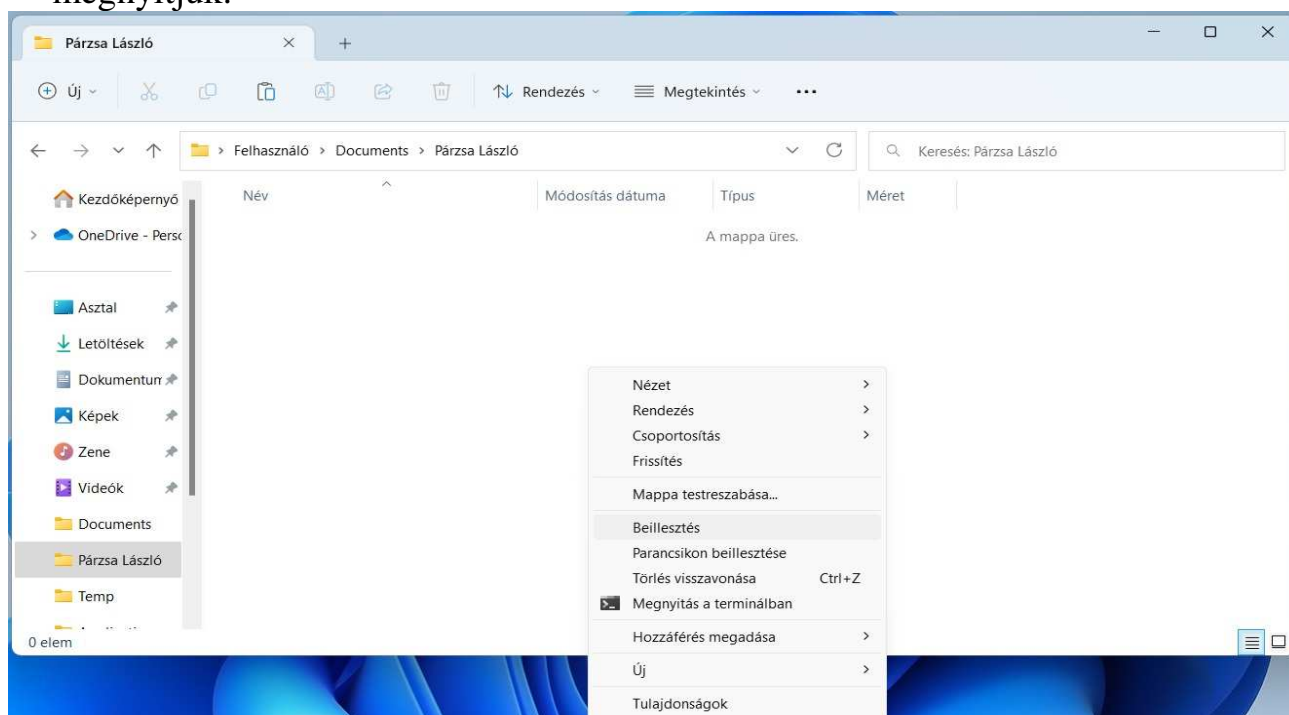 megnyitjuk.
Párzsa László
Új
Rendezés
Megtekintés
Felhasználó > Documents > Párzsa László
Keresés: Párzsa László
Kezdőképernyő
OneDrive - Perso
Név
Módosítás dátuma
Típus
Méret
A mappa üres.
Asztal
Letöltések
Dokumentum
Képek
Zene
Videók
Documents
Párzsa László
Temp
0 elem
Nézet
Rendezés
Csoportosítás
Frissítés
Mappa testreszabása...
Beillesztés
Parancsikon beillesztése
Törlés visszavonása Ctrl+Z
Megnyitás a terminálban
Hozzáférés megadása
Új
Tulajdonságok